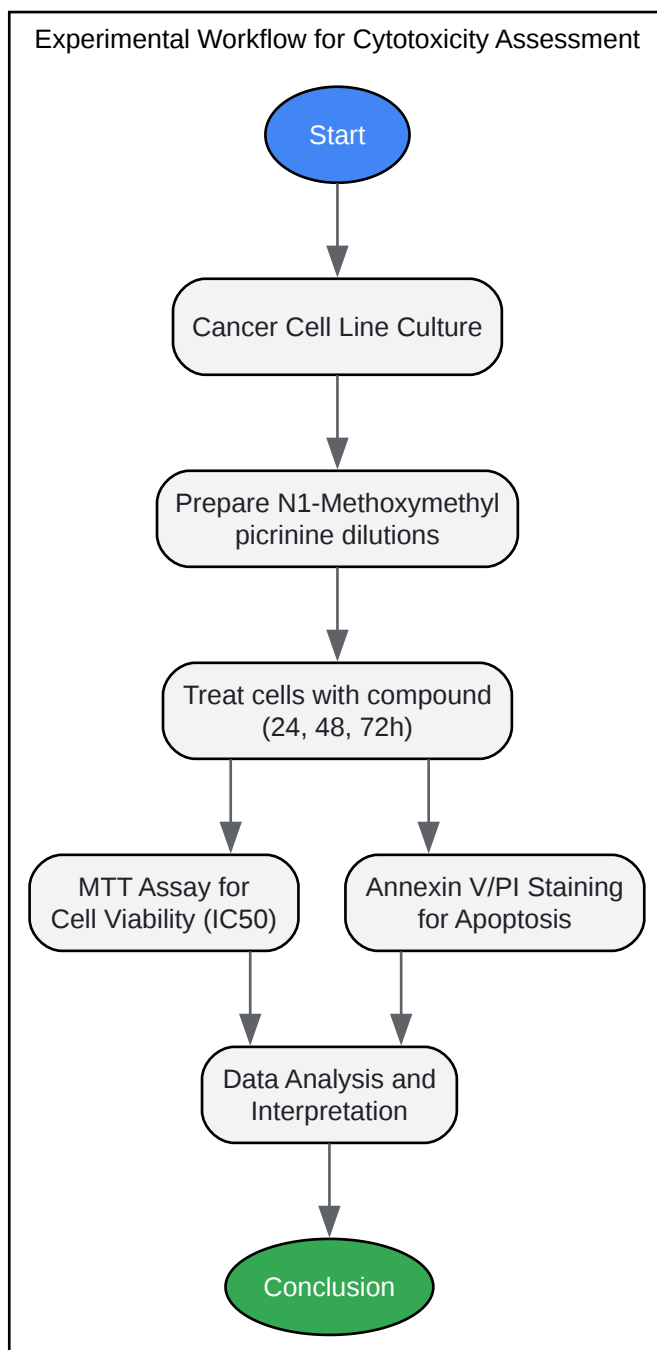 Experimental Workflow for Cytotoxicity Assessment
Start
Cancer Cell Line Culture
Prepare N1-Methoxymethyl
picrinine dilutions
Treat cells with compound
(24, 48, 72h)
MTT Assay for
Cell Viability (IC50)
Annexin V/PI Staining
for Apoptosis
Data Analysis and
Interpretation
Conclusion